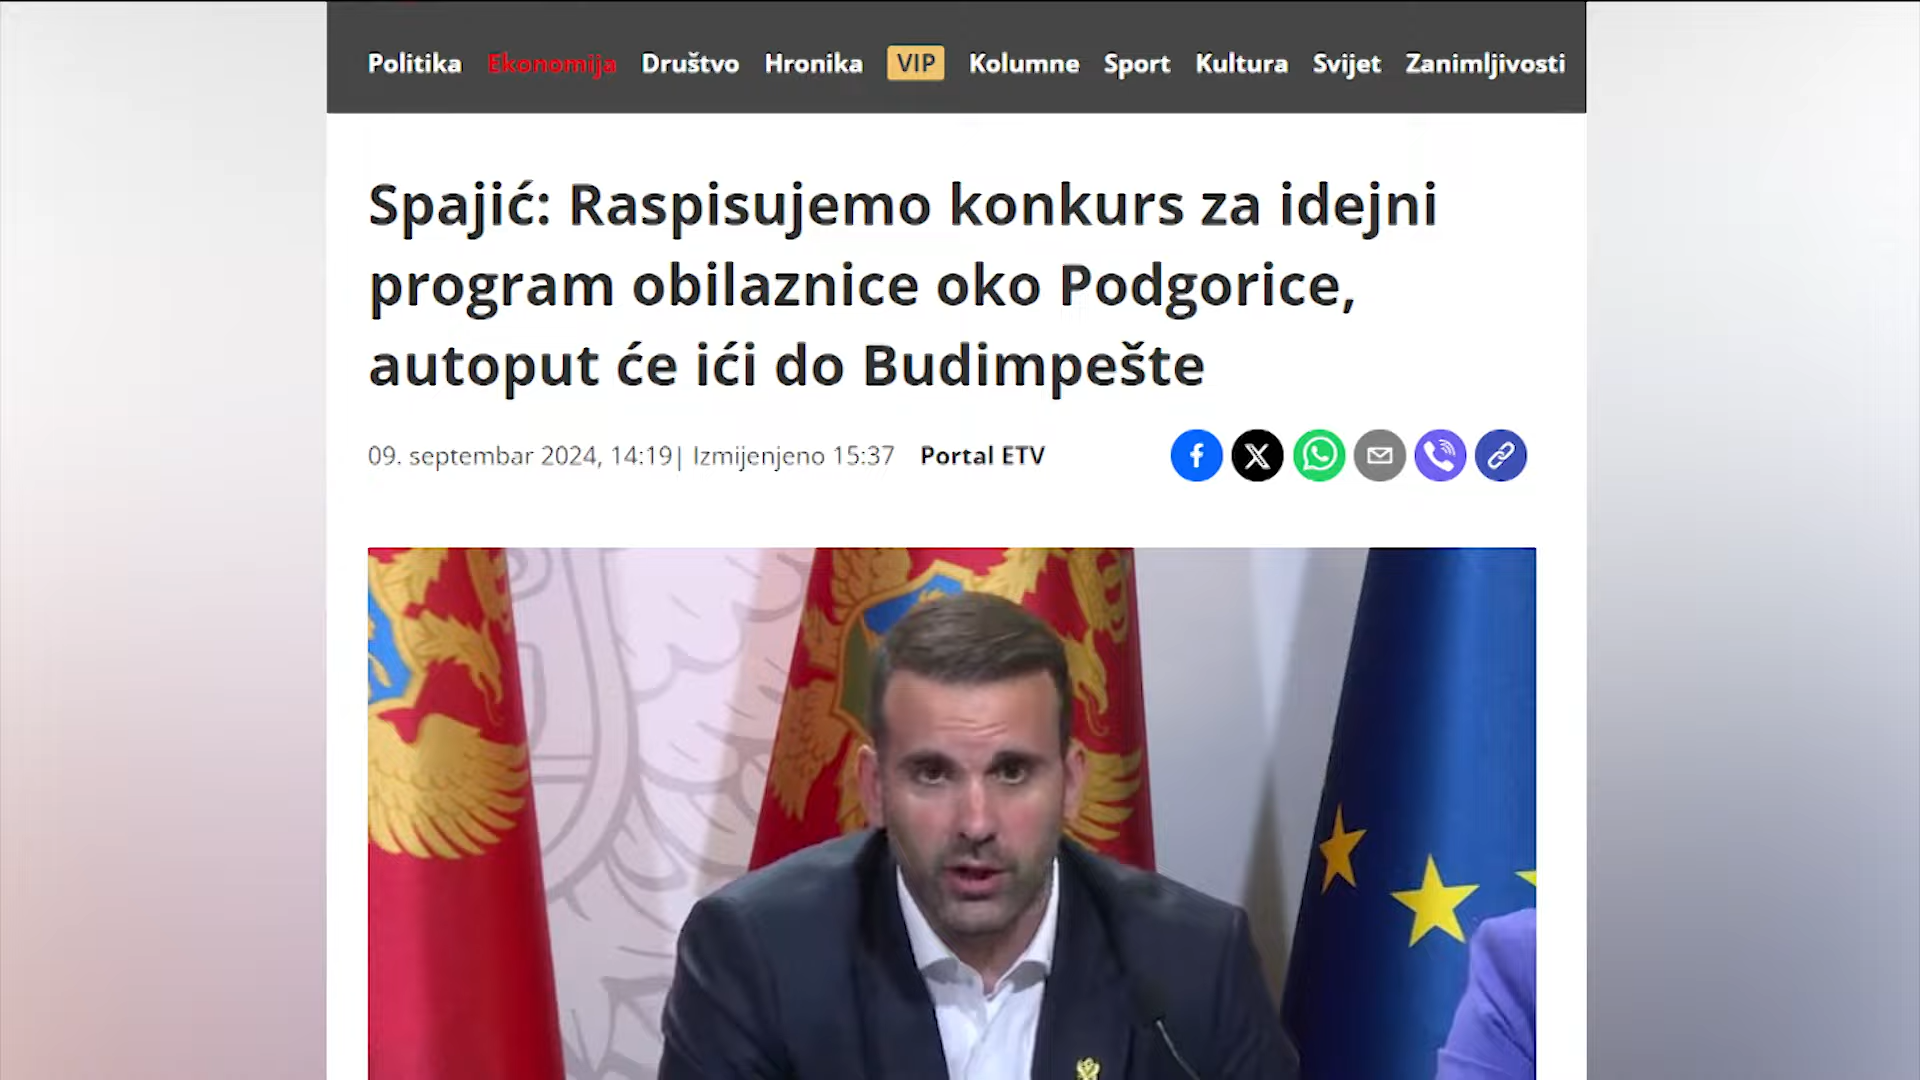 Politika Ekonomija Društvo Hronika VIP Kolumne Sport Kultura Svijet Zanimljivosti
Spajić: Raspisujemo konkurs za idejni
program obilaznice oko Podgorice,
autoput će ići do Budimpešte
09. septembar 2024, 14:19| Izmijenjeno 15:37 Portal ETV